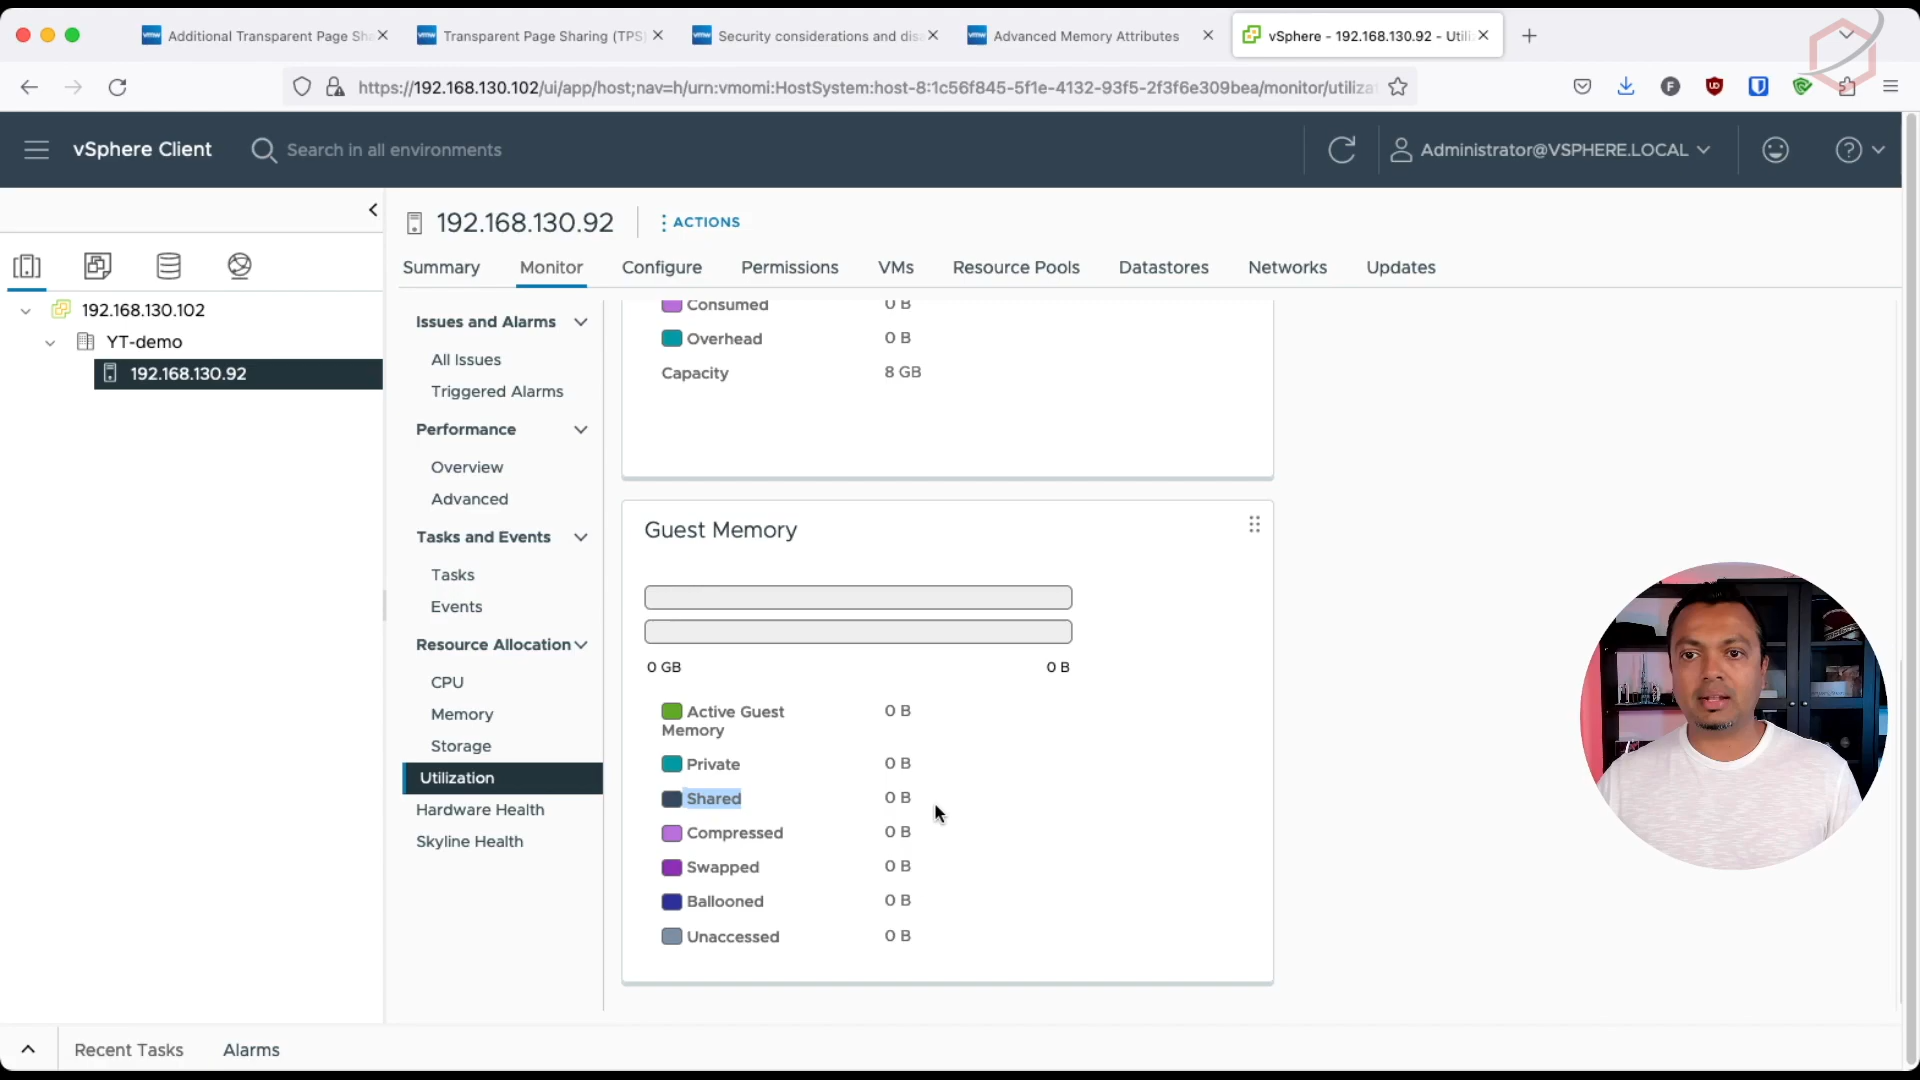 Additional Transparent Page Sha
Transparent Page Sharing (TPS)
Security considerations and disa
Advanced Memory Attributes
vSphere - 192.168.130.92 - Utili
https://192.168.130.102/ui/app/host;nav=h/urn:vmomi:HostSystem:host-8:1c56f845-5f1e-4132-93f5-2f3f6e309bea/monitor/utiliza
vSphere Client
Search in all environments
Administrator@VSPHERE.LOCAL
192.168.130.92
ACTIONS
Summary
Monitor
Configure
Permissions
VMs
Resource Pools
Datastores
Networks
Updates
192.168.130.102
YT-demo
192.168.130.92
Issues and Alarms
All Issues
Triggered Alarms
Performance
Overview
Advanced
Tasks and Events
Tasks
Events
Resource Allocation
CPU
Memory
Storage
Utilization
Hardware Health
Skyline Health
Consumed 0 B
Overhead 0 B
Capacity 8 GB
Guest Memory
0 GB 0 B
Active Guest 0 B
Memory
Private 0 B
Shared 0 B
Compressed 0 B
Swapped 0 B
Ballooned 0 B
Unaccessed 0 B
Recent Tasks
Alarms